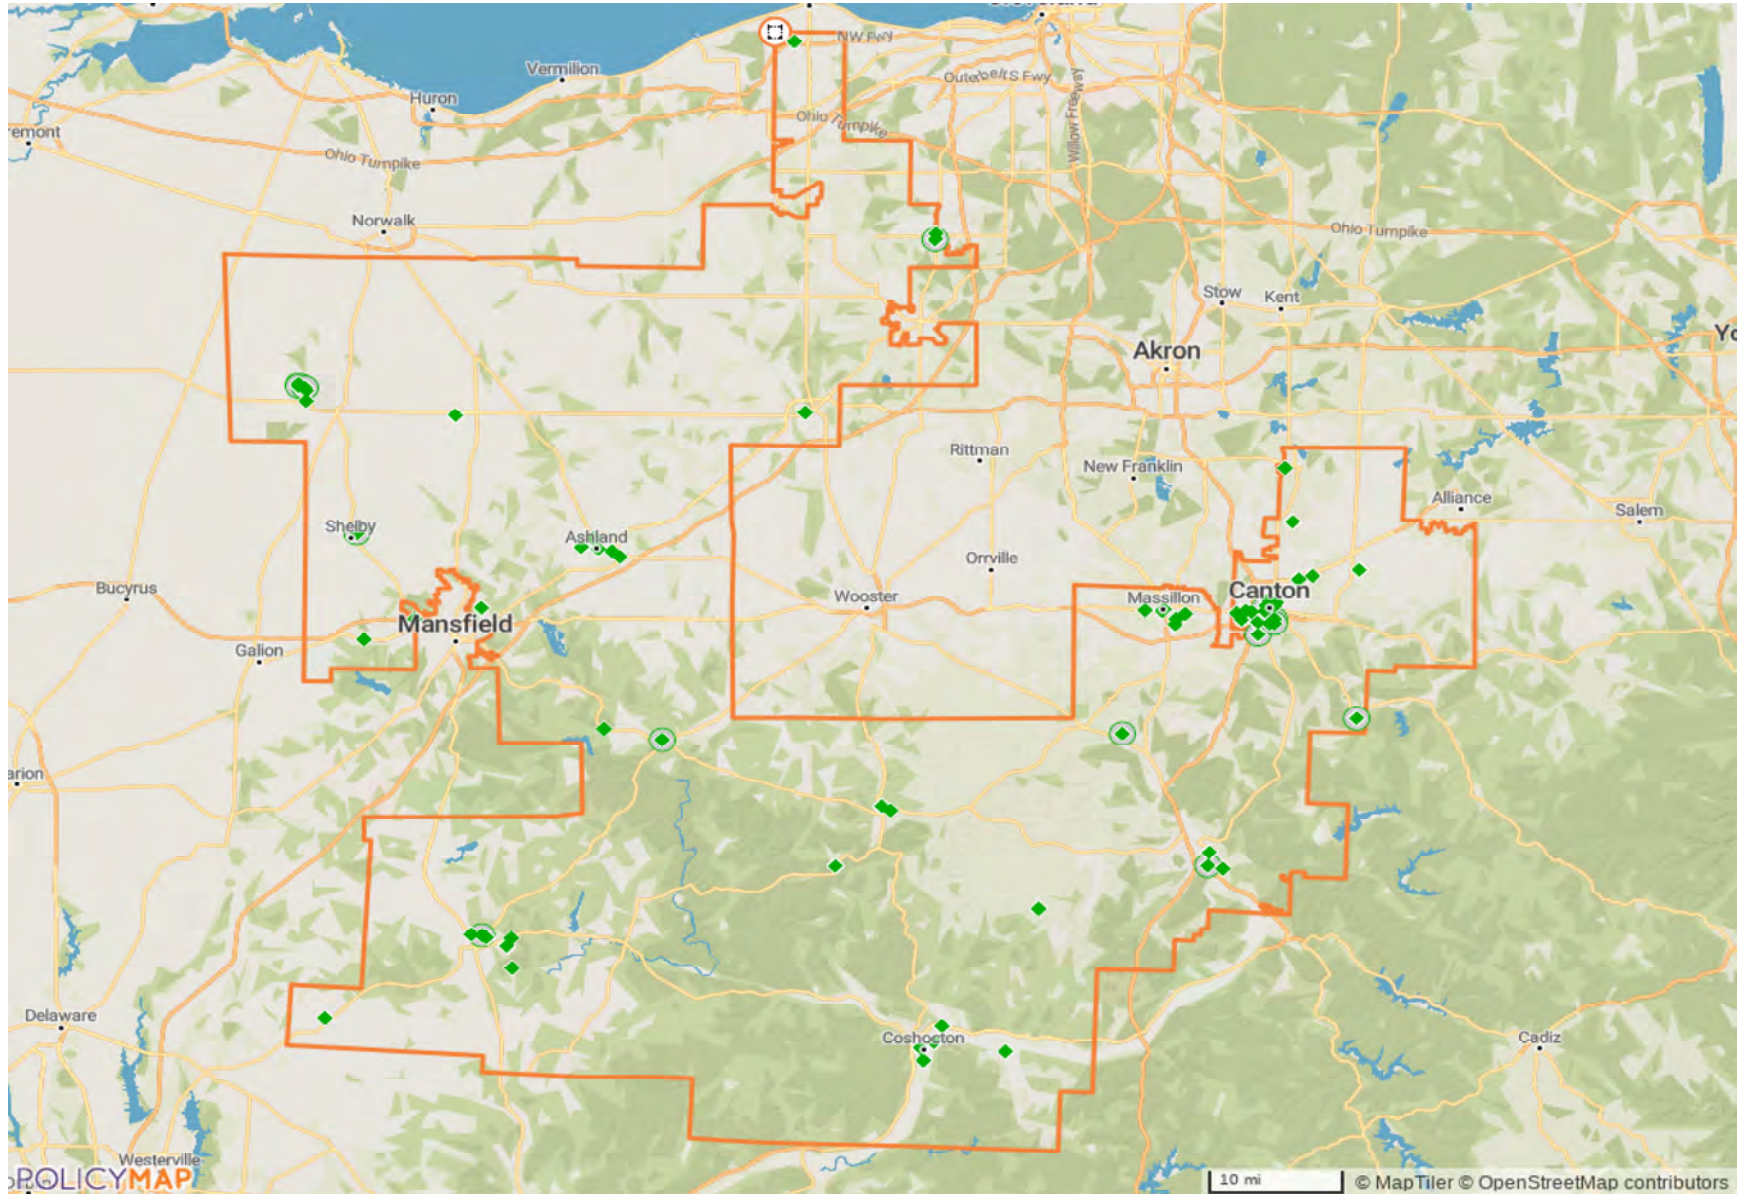 NW Fwy
Vermilion
Outerbelt S Fwy
Huron
Willow Freeway
Ohio Turnpike
remont
Ohio Turnpike
Norwalk
Ohio Turnpike
Stow
Kent
Yo
Akron
Rittman
New Franklin
Alliance
Salem
Shelby
Ashland
Orrville
Bucyrus
Wooster
Massillon
Canton
Mansfield
Galion
arion
Delaware
Coshocton
Cadiz
Westerville
POLICYMAP
10 mi
© MapTiler © OpenStreetMap contributors